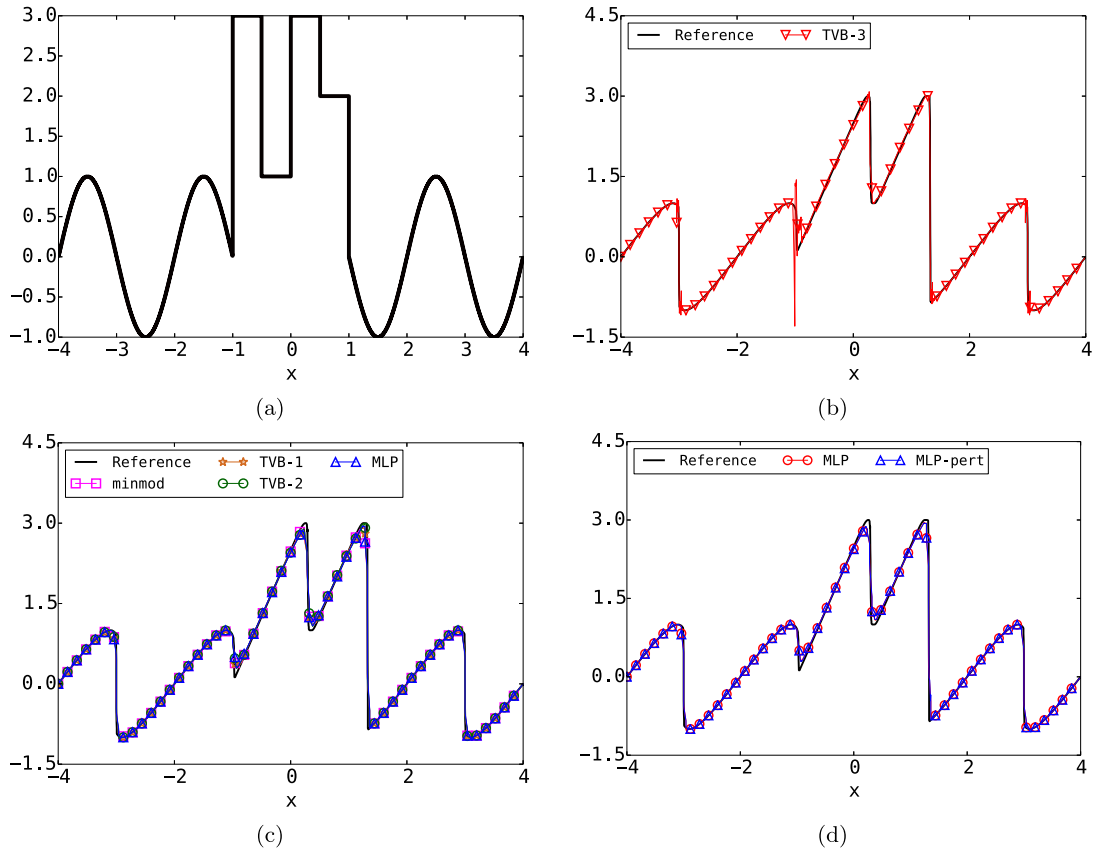 3.0
2.5
2.0
1.5
1.0
0.5
0.0
−0.5
−1.0
−4 −3 −2 −1 0 1 2 3 4
x
(a)
4.5
Reference TVB-3
3.0
1.5
0.0
−1.5
−4 −2 0 2 4
x
(b)
4.5
Reference TVB-1 MLP
minmod TVB-2
3.0
1.5
0.0
−1.5
−4 −2 0 2 4
x
(c)
4.5
Reference MLP MLP-pert
3.0
1.5
0.0
−1.5
−4 −2 0 2 4
x
(d)